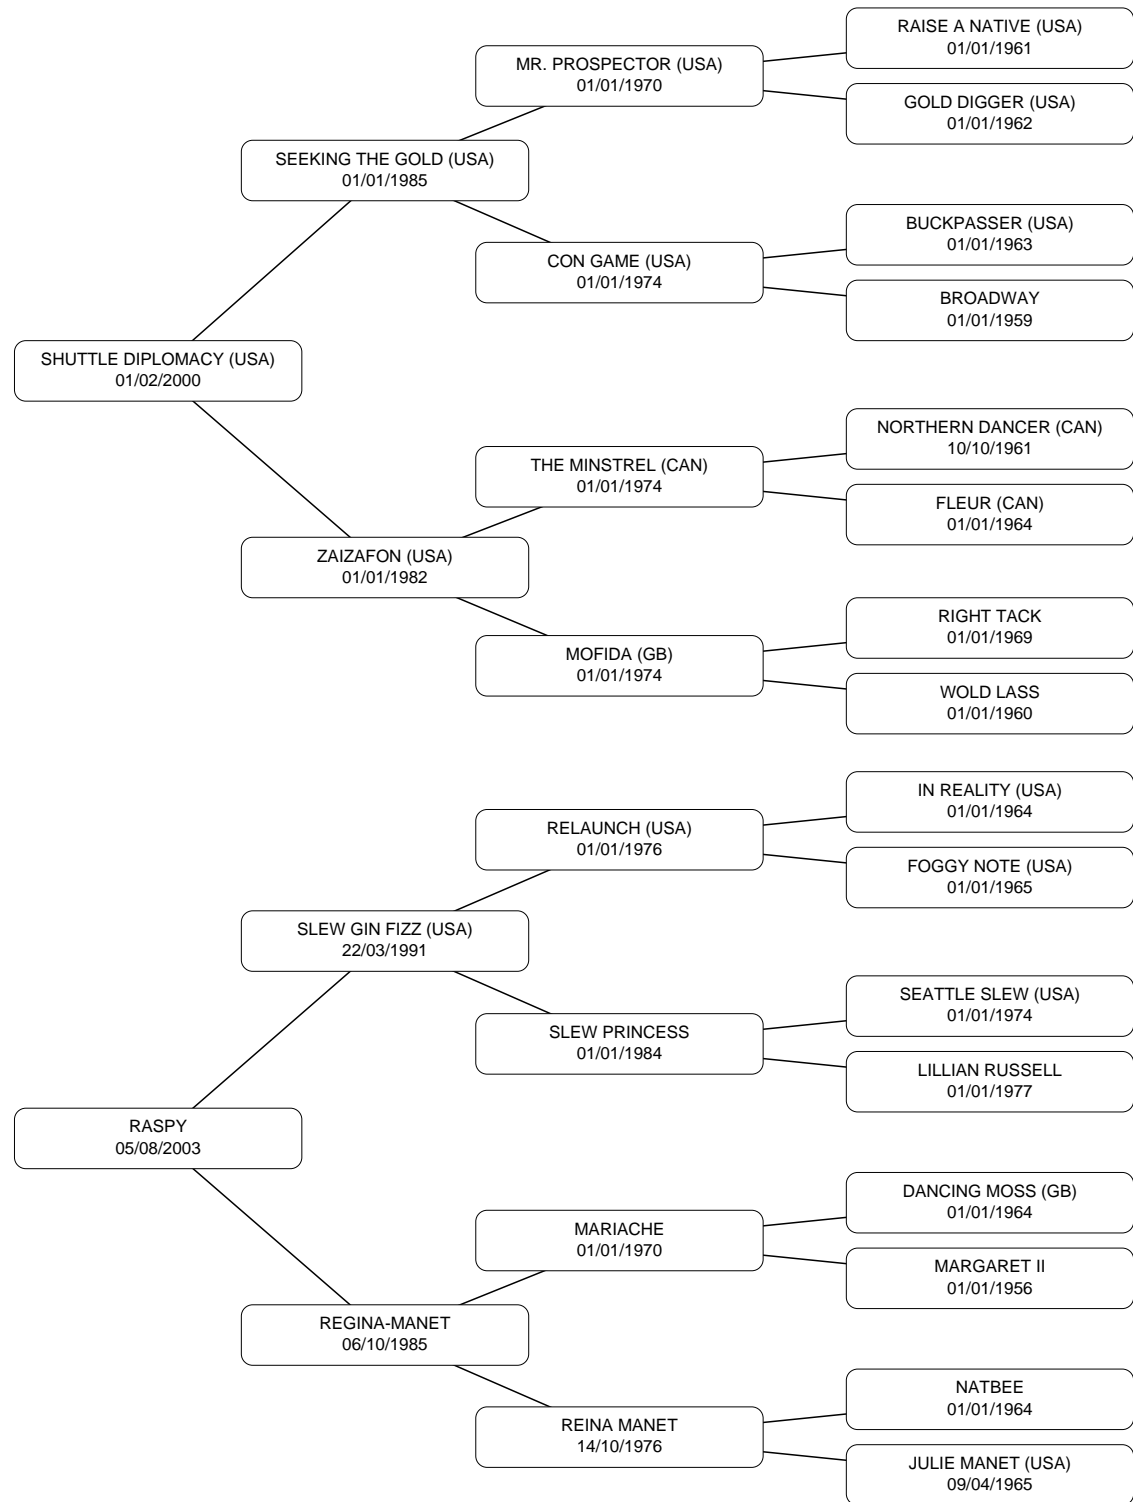 RAISE A NATIVE (USA)
01/01/1961
MR. PROSPECTOR (USA)
01/01/1970
GOLD DIGGER (USA)
01/01/1962
SEEKING THE GOLD (USA)
01/01/1985
BUCKPASSER (USA)
01/01/1963
CON GAME (USA)
01/01/1974
BROADWAY
01/01/1959
SHUTTLE DIPLOMACY (USA)
01/02/2000
NORTHERN DANCER (CAN)
10/10/1961
THE MINSTREL (CAN)
01/01/1974
FLEUR (CAN)
01/01/1964
ZAIZAFON (USA)
01/01/1982
RIGHT TACK
01/01/1969
MOFIDA (GB)
01/01/1974
WOLD LASS
01/01/1960
IN REALITY (USA)
01/01/1964
RELAUNCH (USA)
01/01/1976
FOGGY NOTE (USA)
01/01/1965
SLEW GIN FIZZ (USA)
22/03/1991
SEATTLE SLEW (USA)
01/01/1974
SLEW PRINCESS
01/01/1984
LILLIAN RUSSELL
01/01/1977
RASPY
05/08/2003
DANCING MOSS (GB)
01/01/1964
MARIACHE
01/01/1970
MARGARET II
01/01/1956
REGINA-MANET
06/10/1985
NATBEE
01/01/1964
REINA MANET
14/10/1976
JULIE MANET (USA)
09/04/1965